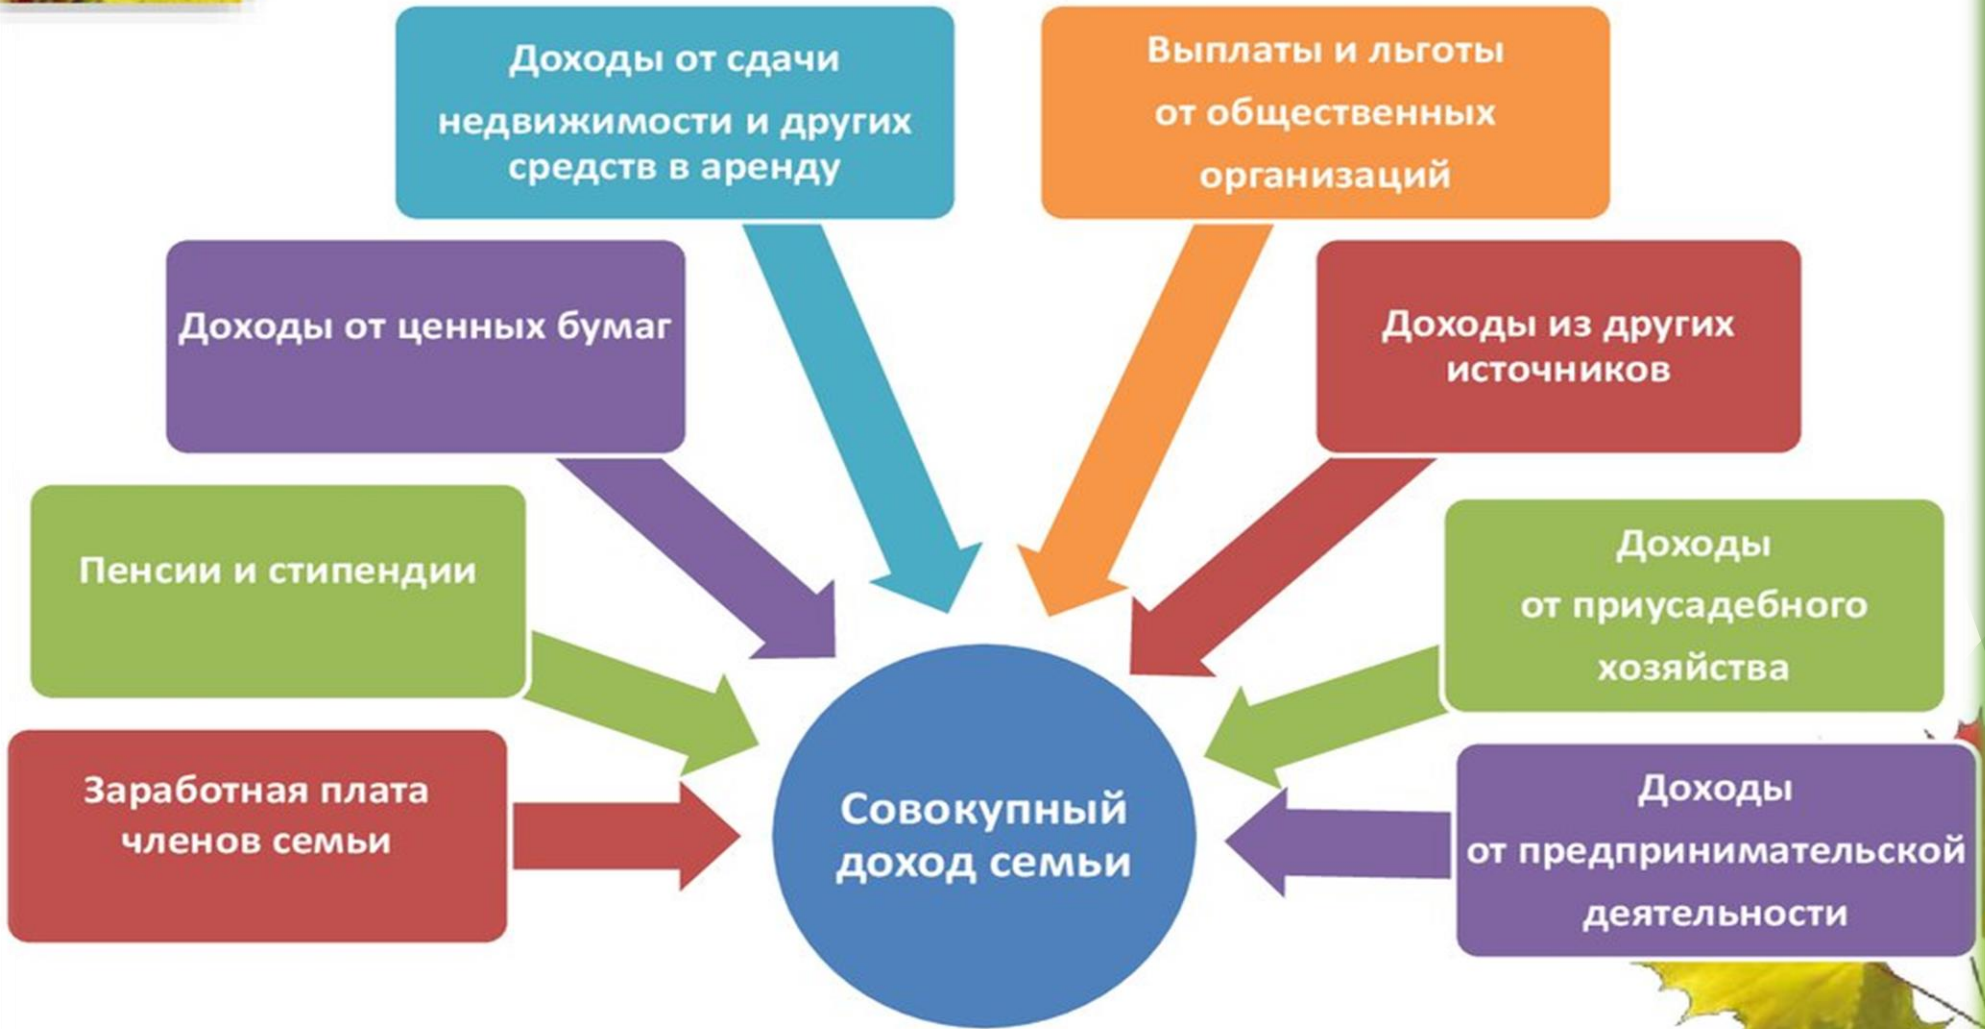 Доходы от сдачи
недвижимости и других
средств в аренду
Выплаты и льготы
от общественных
организаций
Доходы от ценных бумаг
Доходы из других
источников
Пенсии и стипендии
Доходы
от приусадебного
хозяйства
Заработная плата
членов семьи
Совокупный
доход семьи
Доходы
от предпринимательской
деятельности